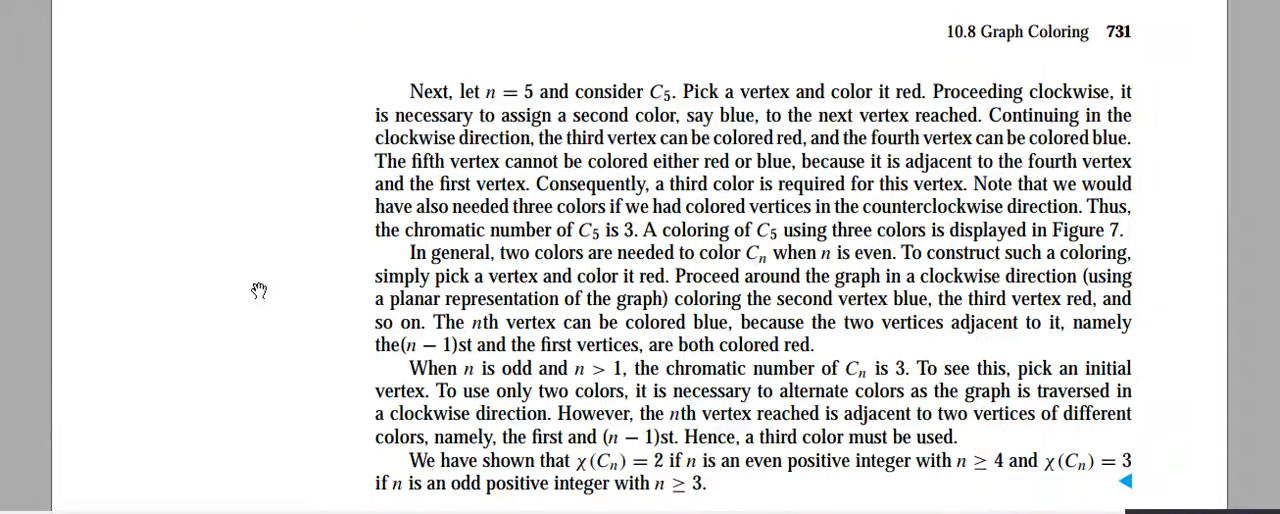 10.8 Graph Coloring 731
Next, let n = 5 and consider C₅. Pick a vertex and color it red. Proceeding clockwise, it
is necessary to assign a second color, say blue, to the next vertex reached. Continuing in the
clockwise direction, the third vertex can be colored red, and the fourth vertex can be colored blue.
The fifth vertex cannot be colored either red or blue, because it is adjacent to the fourth vertex
and the first vertex. Consequently, a third color is required for this vertex. Note that we would
have also needed three colors if we had colored vertices in the counterclockwise direction. Thus,
the chromatic number of C₅ is 3. A coloring of C₅ using three colors is displayed in Figure 7.
In general, two colors are needed to color Cₙ when n is even. To construct such a coloring,
simply pick a vertex and color it red. Proceed around the graph in a clockwise direction (using
a planar representation of the graph) coloring the second vertex blue, the third vertex red, and
so on. The nth vertex can be colored blue, because the two vertices adjacent to it, namely
the(n − 1)st and the first vertices, are both colored red.
When n is odd and n > 1, the chromatic number of Cₙ is 3. To see this, pick an initial
vertex. To use only two colors, it is necessary to alternate colors as the graph is traversed in
a clockwise direction. However, the nth vertex reached is adjacent to two vertices of different
colors, namely, the first and (n − 1)st. Hence, a third color must be used.
We have shown that χ(Cₙ) = 2 if n is an even positive integer with n ≥ 4 and χ(Cₙ) = 3
if n is an odd positive integer with n ≥ 3.